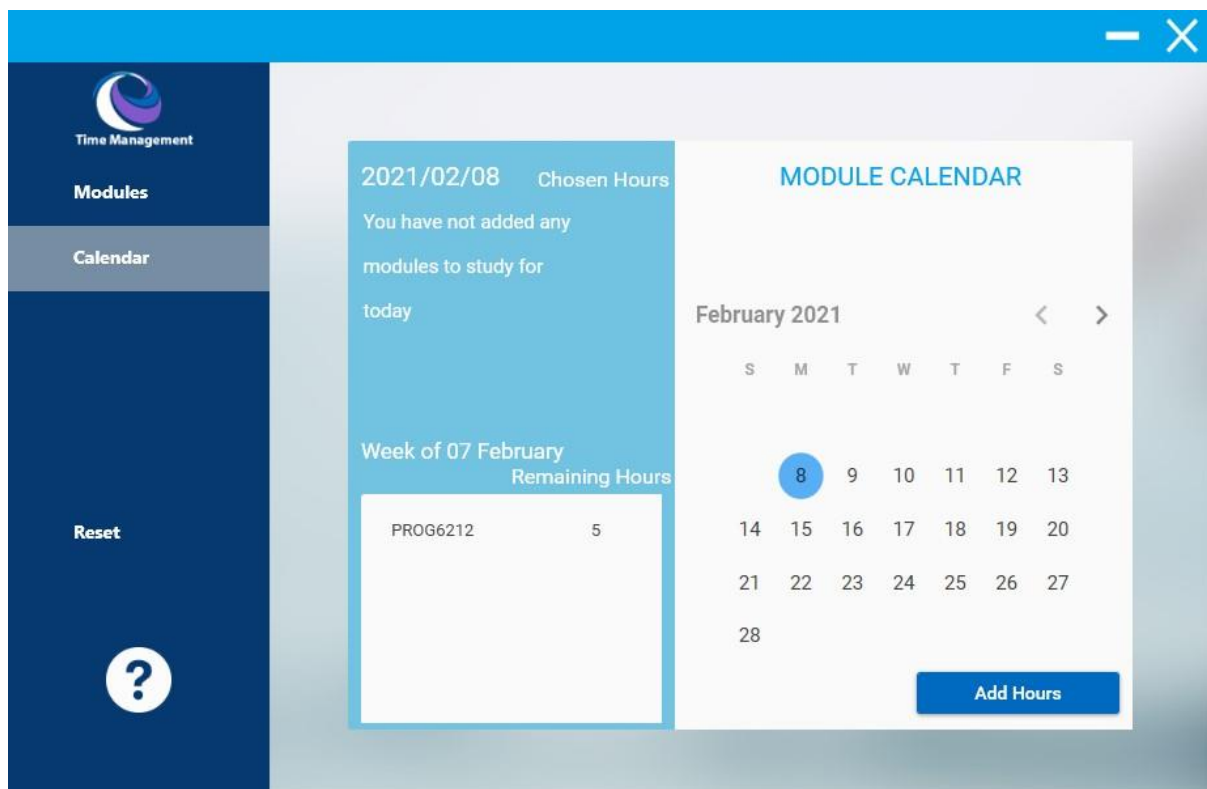 Time Management
Modules
Calendar
Reset
?
2021/02/08 Chosen Hours
You have not added any
modules to study for
today
Week of 07 February
Remaining Hours
PROG6212 5
MODULE CALENDAR
February 2021
S M T W T F S
8 9 10 11 12 13
14 15 16 17 18 19 20
21 22 23 24 25 26 27
28
Add Hours